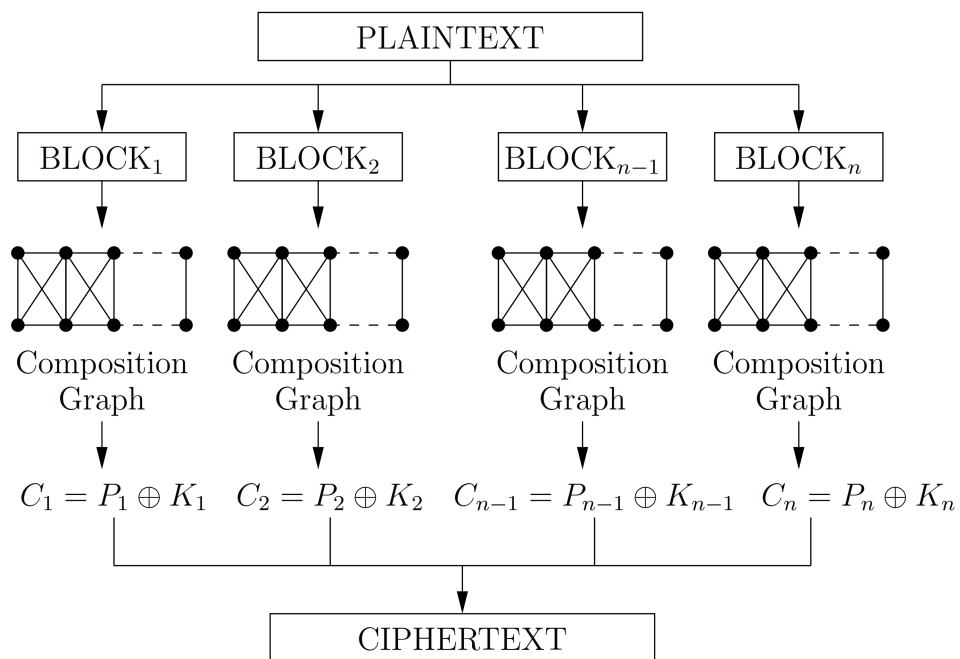 PLAINTEXT
BLOCK₁ BLOCK₂ BLOCKₙ₋₁ BLOCKₙ
Composition Composition Composition Composition
Graph Graph Graph Graph
C₁ = P₁ ⊕ K₁ C₂ = P₂ ⊕ K₂ Cₙ₋₁ = Pₙ₋₁ ⊕ Kₙ₋₁ Cₙ = Pₙ ⊕ Kₙ
CIPHERTEXT